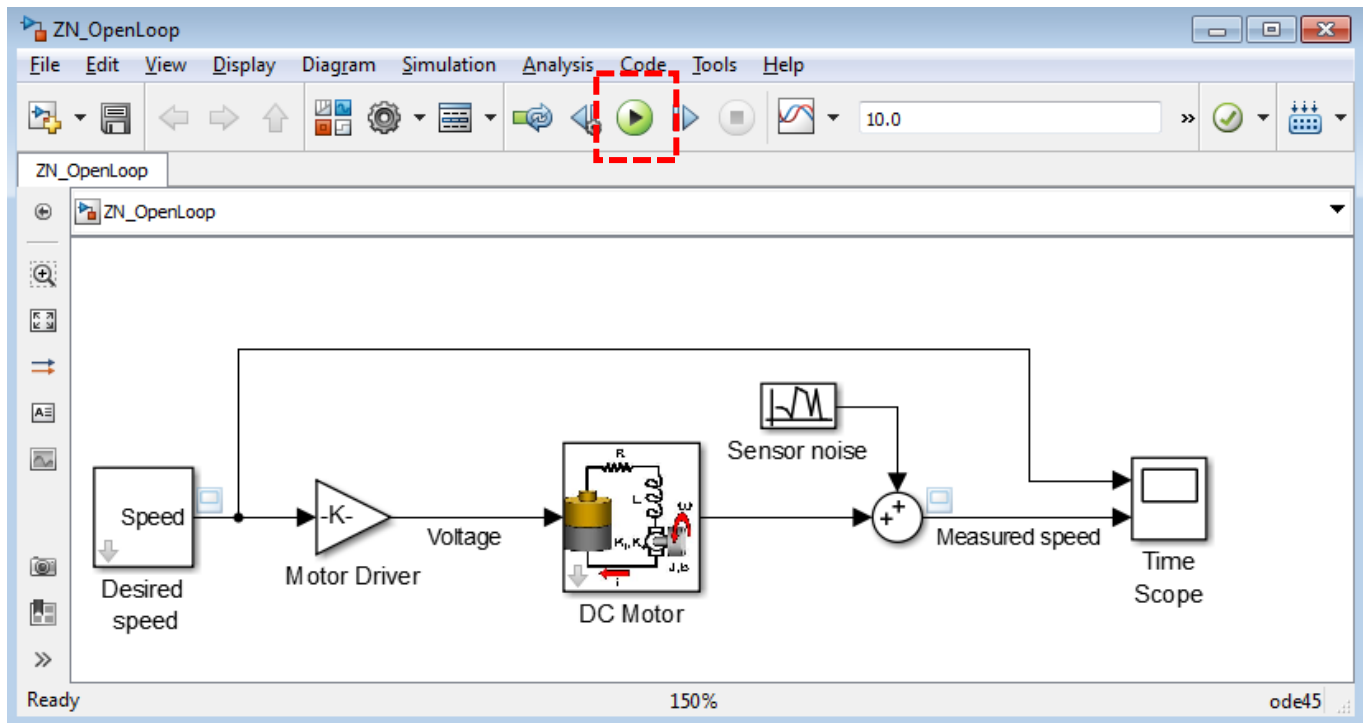 ZN_OpenLoop
File Edit View Display Diagram Simulation Analysis Code Tools Help
10.0 »
ZN_OpenLoop
ZN_OpenLoop
A
Sensor noise
R
L
Speed
-K-
Voltage
ω
i
J,b
++
Measured speed
Desired
speed
Motor Driver
DC Motor
Time
Scope
»
Ready 150% ode45